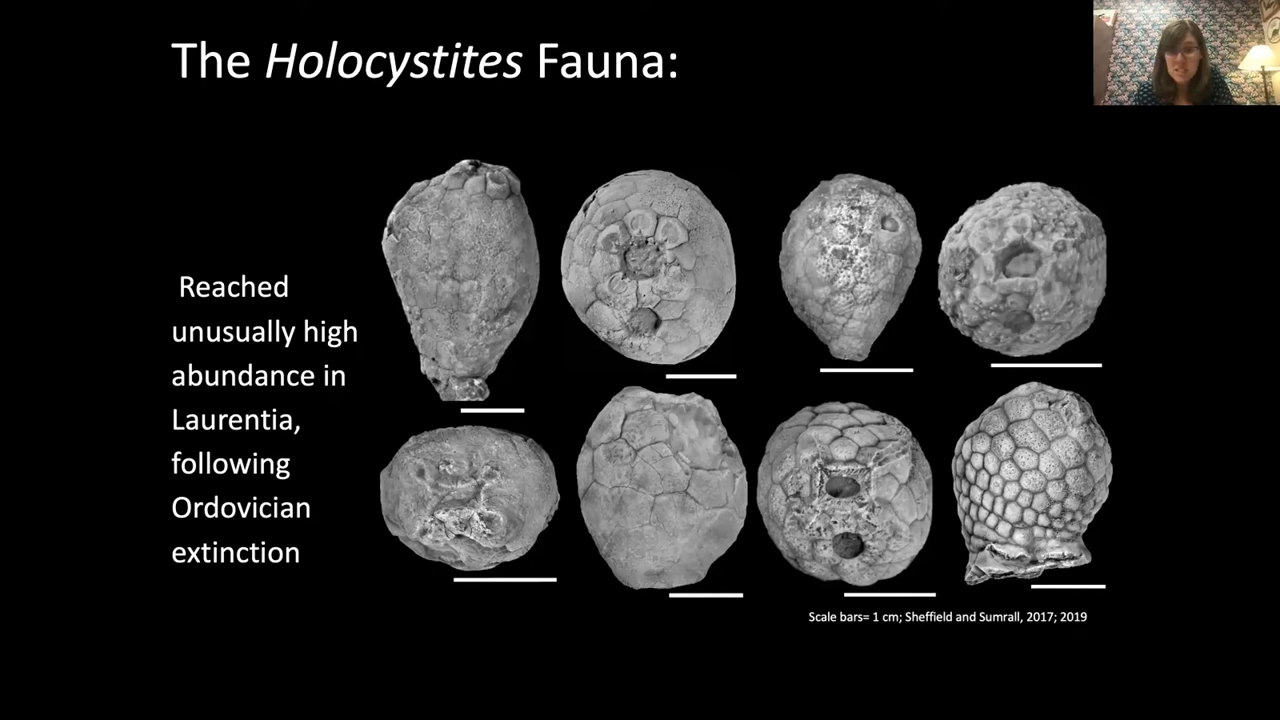 The Holocystites Fauna:
Reached
unusually high
abundance in
Laurentia,
following
Ordovician
extinction
Scale bars= 1 cm; Sheffield and Sumrall, 2017; 2019